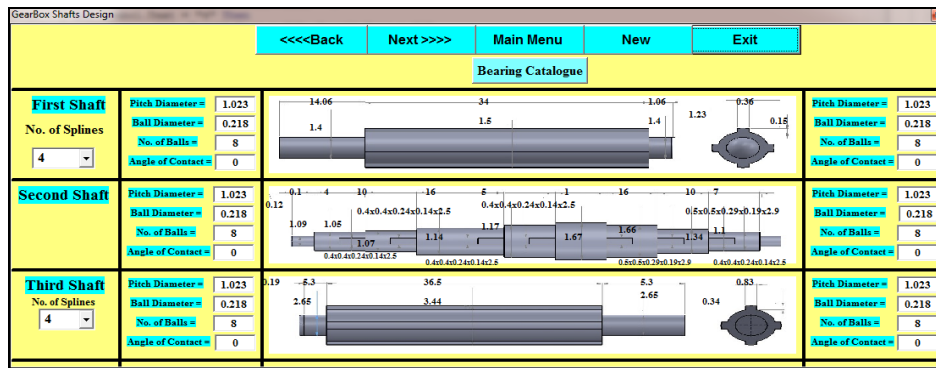 GearBox Shafts Design
<<<<Back Next >>>> Main Menu New Exit
Bearing Catalogue
First Shaft
No. of Splines
4
Pitch Diameter = 1.023
Ball Diameter = 0.218
No. of Balls = 8
Angle of Contact = 0
14.06 34 1.06 0.36
1.23
1.4 1.5 1.4 0.15
Pitch Diameter = 1.023
Ball Diameter = 0.218
No. of Balls = 8
Angle of Contact = 0
Second Shaft
Pitch Diameter = 1.023
Ball Diameter = 0.218
No. of Balls = 8
Angle of Contact = 0
0.1 4 10 16 5 1 16 10 7
0.12
0.4x0.4x0.24x0.14x2.5 0.4x0.4x0.24x0.14x2.5 0.5x0.5x0.29x0.19x2.9
1.09 1.05 1.07 1.14 1.17 1.67 1.66 1.34 1.1
0.4x0.4x0.24x0.14x2.5 0.4x0.4x0.24x0.14x2.5 0.5x0.5x0.29x0.19x2.9 0.4x0.4x0.24x0.14x2.5
Pitch Diameter = 1.023
Ball Diameter = 0.218
No. of Balls = 8
Angle of Contact = 0
Third Shaft
No. of Splines
4
Pitch Diameter = 1.023
Ball Diameter = 0.218
No. of Balls = 8
Angle of Contact = 0
0.19 5.3 36.5 5.3 0.83
2.65 3.44 2.65 0.34
Pitch Diameter = 1.023
Ball Diameter = 0.218
No. of Balls = 8
Angle of Contact = 0